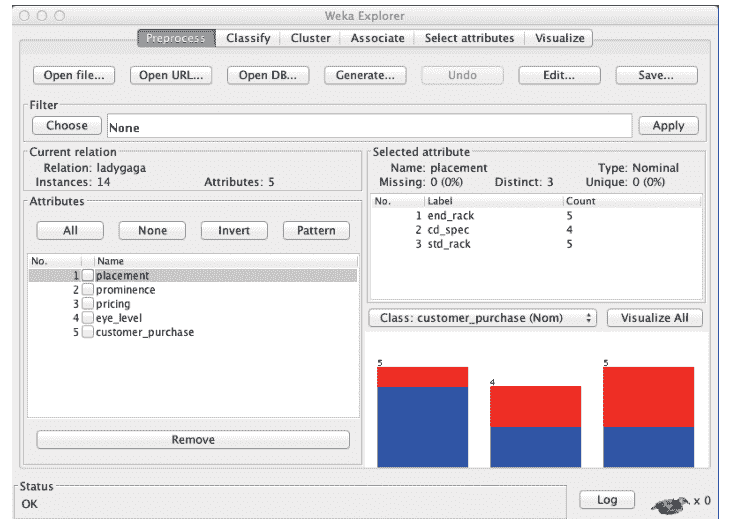 Weka Explorer
Preprocess Classify Cluster Associate Select attributes Visualize
Open file... Open URL... Open DB... Generate... Undo Edit... Save...
Filter
Choose None Apply
Current relation
Relation: ladygaga
Instances: 14 Attributes: 5
Attributes
All None Invert Pattern
No. Name
1 placement
2 prominence
3 pricing
4 eye_level
5 customer_purchase
Remove
Selected attribute
Name: placement Type: Nominal
Missing: 0 (0%) Distinct: 3 Unique: 0 (0%)
No. Label Count
1 end_rack 5
2 cd_spec 4
3 std_rack 5
Class: customer_purchase (Nom) Visualize All
5 4 5
Status
OK Log x 0